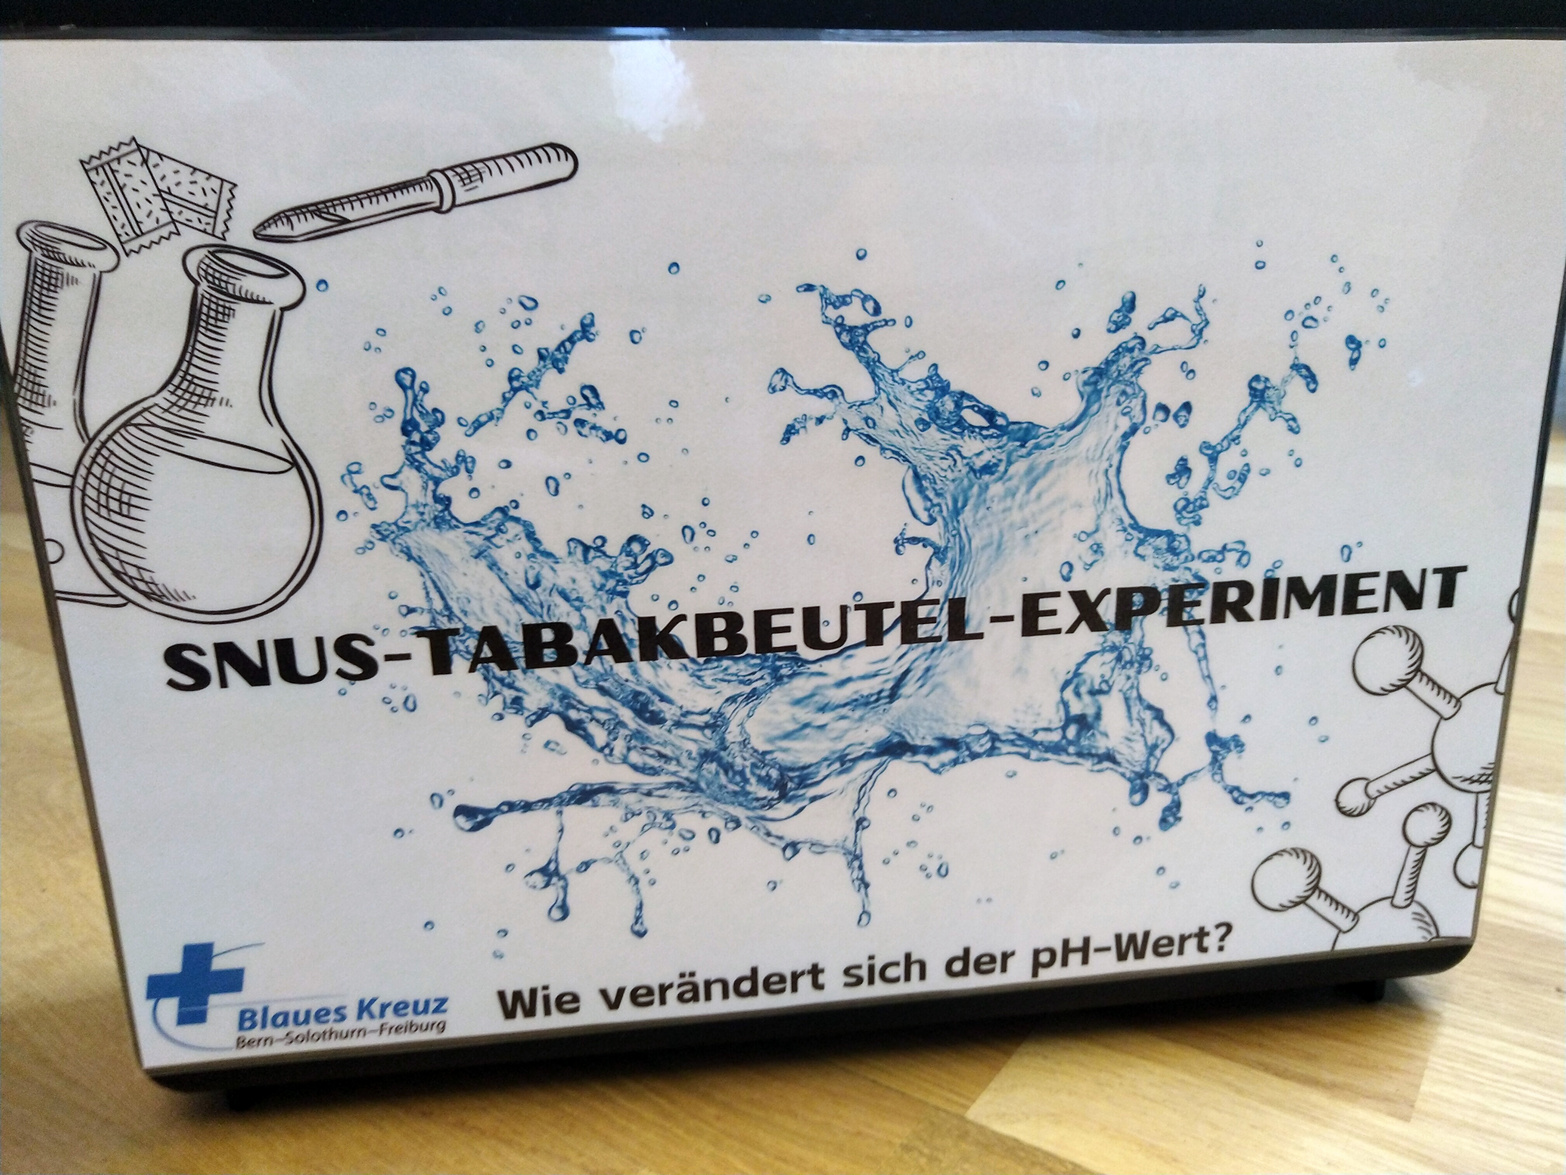 SNUS-TABAKBEUTEL-EXPERIMENT
Wie verändert sich der pH-Wert?
Blaues Kreuz
Bern-Solothurn-Freiburg